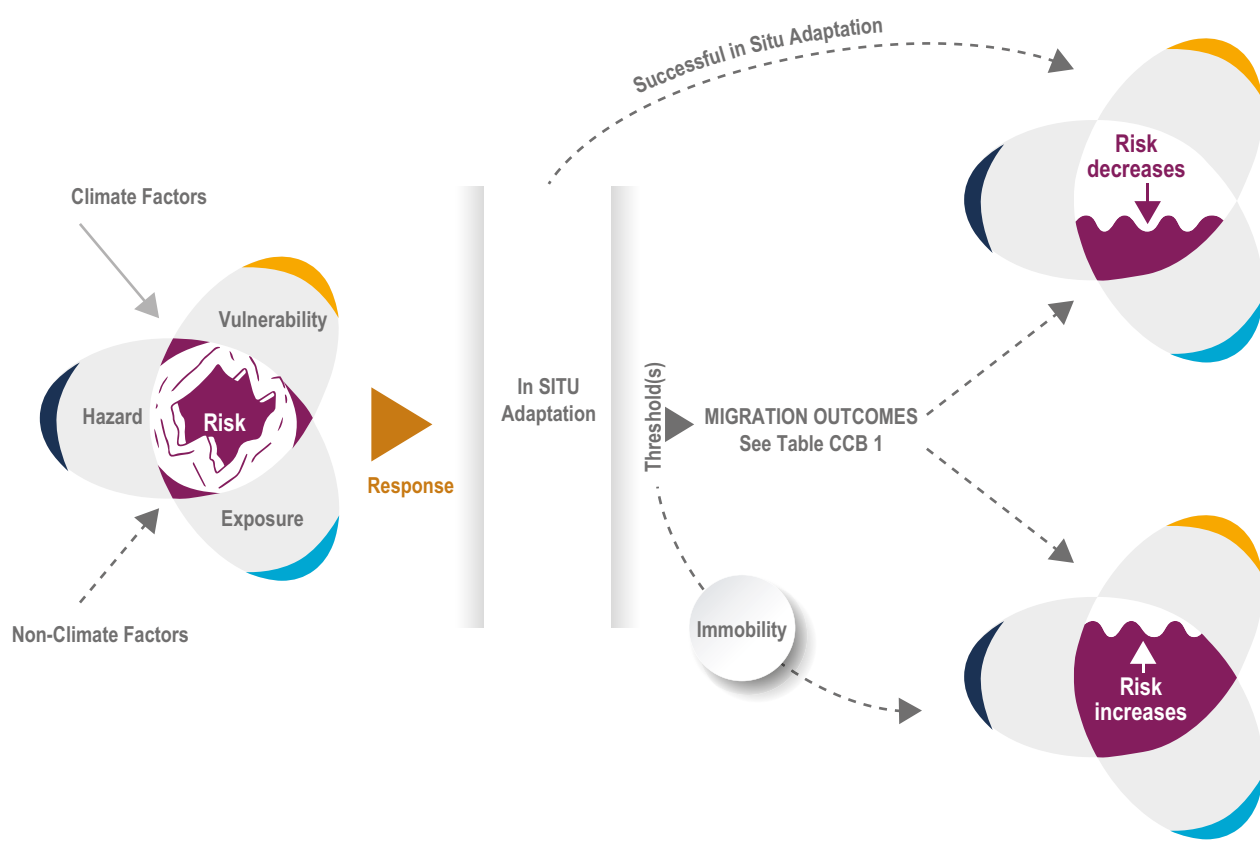 Successful in Situ Adaptation
Risk
decreases
Climate Factors
Vulnerability
Hazard
Risk
Exposure
Non-Climate Factors
Response
In SITU
Adaptation
Threshold(s)
MIGRATION OUTCOMES
See Table CCB 1
Immobility
Risk
increases